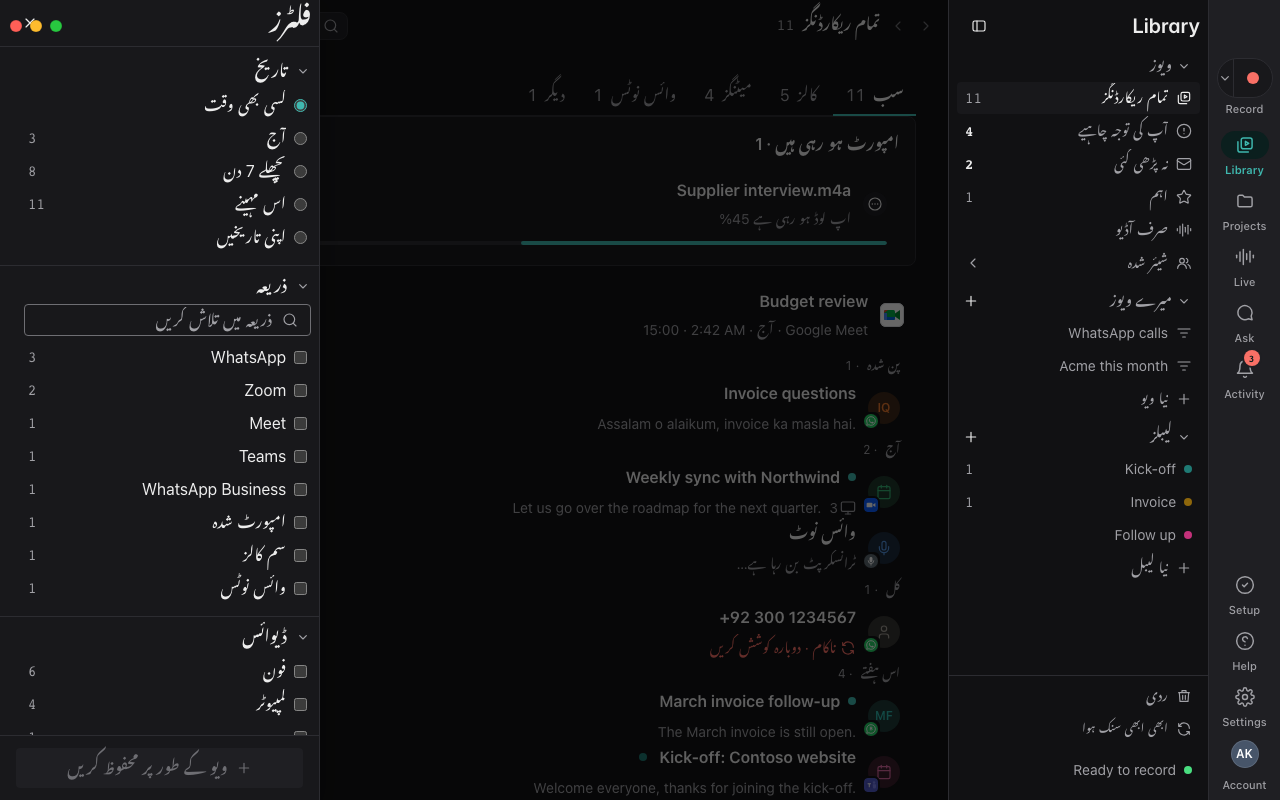 Record
Library
Projects
Live
Ask
3
Activity
Setup
Help
Settings
AK
Account
Library
ویوز
تمام ریکارڈنگز 11
آپ کی توجہ چاہیے 4
نہ پڑھی گئی 2
اہم 1
صرف آڈیو
شیئر شدہ
میرے ویوز
WhatsApp calls
Acme this month
نیا ویو
لیبلز
Kick-off 1
Invoice 1
Follow up
نیا لیبل
ردی
ابھی ابھی سنک ہوا
Ready to record
تمام ریکارڈنگز 11
سب 11
کالز 5
میٹنگز 4
وائس نوٹس 1
دیگر 1
امپورٹ ہو رہی ہیں · 1
Supplier interview.m4a
اپ لوڈ ہو رہی ہے 45%
Budget review
Google Meet · آج · 2:42 AM · 15:00
پن شدہ · 1
IQ
Invoice questions
Assalam o alaikum, invoice ka masla hai.
آج · 2
Weekly sync with Northwind
3 Let us go over the roadmap for the next quarter.
وائس نوٹ
ٹرانسکرپٹ بن رہا ہے...
کل · 1
+92 300 1234567
ناکام · دوبارہ کوشش کریں
اس ہفتے · 4
MF
March invoice follow-up
The March invoice is still open.
Kick-off: Contoso website
Welcome everyone, thanks for joining the kick-off.
فلٹرز
تاریخ
کسی بھی وقت
آج 3
پچھلے 7 دن 8
اس مہینے 11
اپنی تاریخیں
ذریعہ
ذریعہ میں تلاش کریں
WhatsApp 3
Zoom 2
Meet 1
Teams 1
WhatsApp Business 1
امپورٹ شدہ 1
سم کالز 1
وائس نوٹس 1
ڈیوائس
فون 6
کمپیوٹر 4
ویو کے طور پر محفوظ کریں